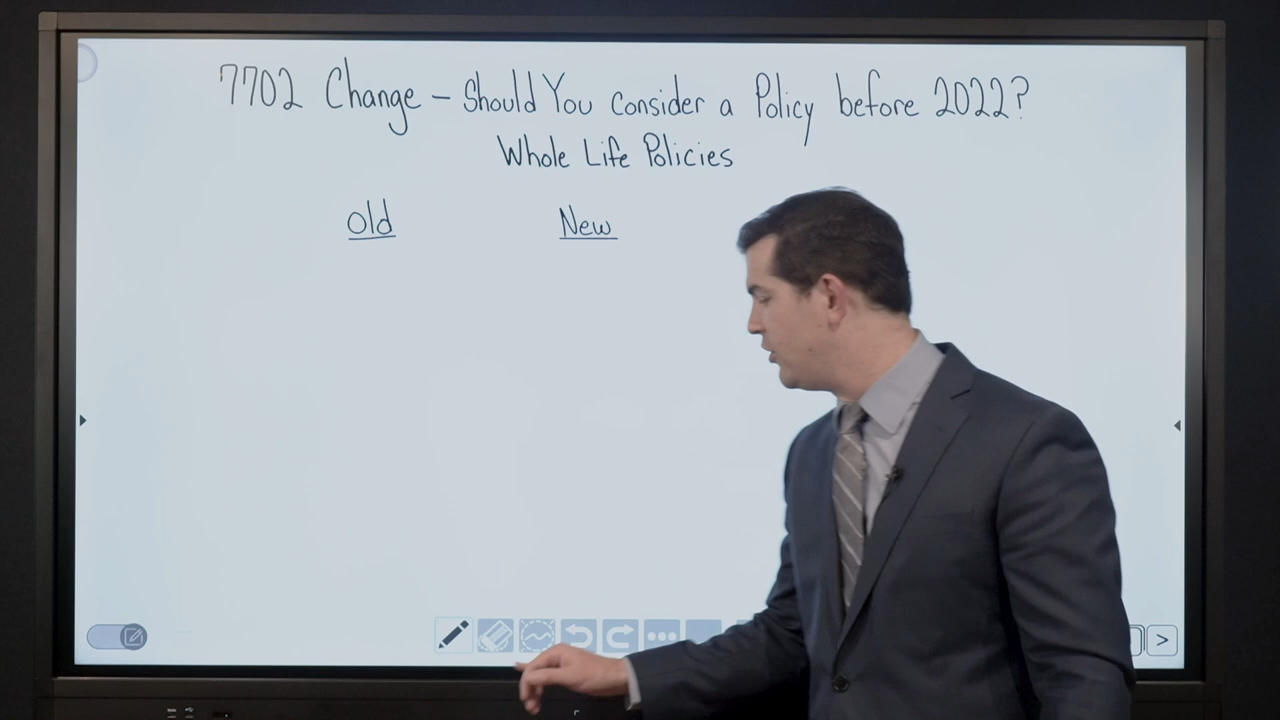 7702 Change – Should You Consider a Policy before 2022?
Whole Life Policies
Old New